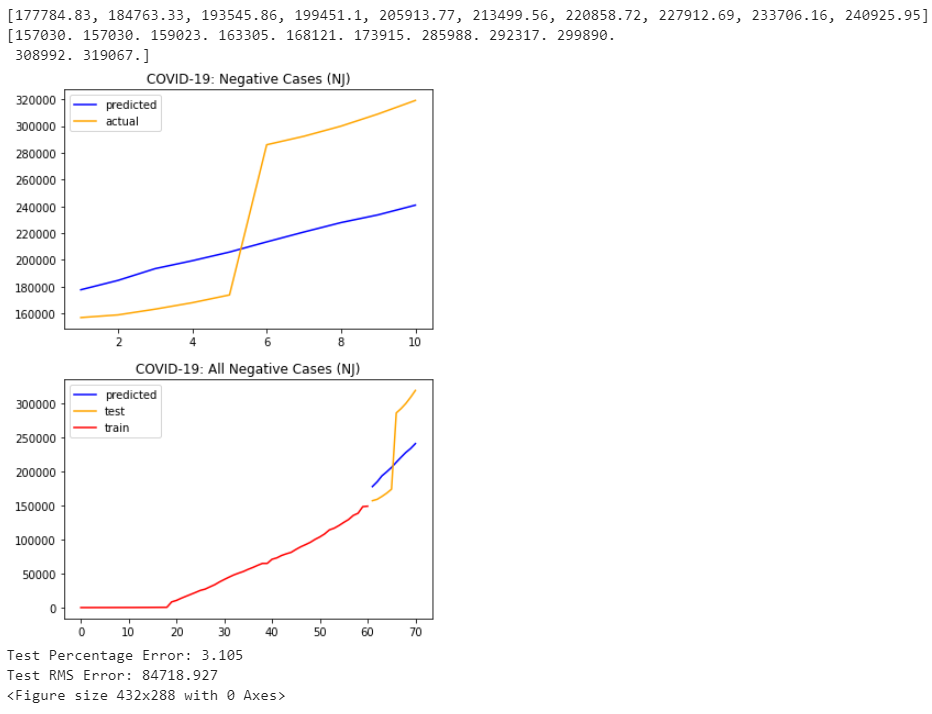 [177784.83, 184763.33, 193545.86, 199451.1, 205913.77, 213499.56, 220858.72, 227912.69, 233706.16, 240925.95]
[157030. 157030. 159023. 163305. 168121. 173915. 285988. 292317. 299890.
308992. 319067.]
COVID-19: Negative Cases (NJ)
predicted
actual
320000
300000
280000
260000
240000
220000
200000
180000
160000
2 4 6 8 10
COVID-19: All Negative Cases (NJ)
predicted
test
train
300000
250000
200000
150000
100000
50000
0
0 10 20 30 40 50 60 70
Test Percentage Error: 3.105
Test RMS Error: 84718.927
<Figure size 432x288 with 0 Axes>